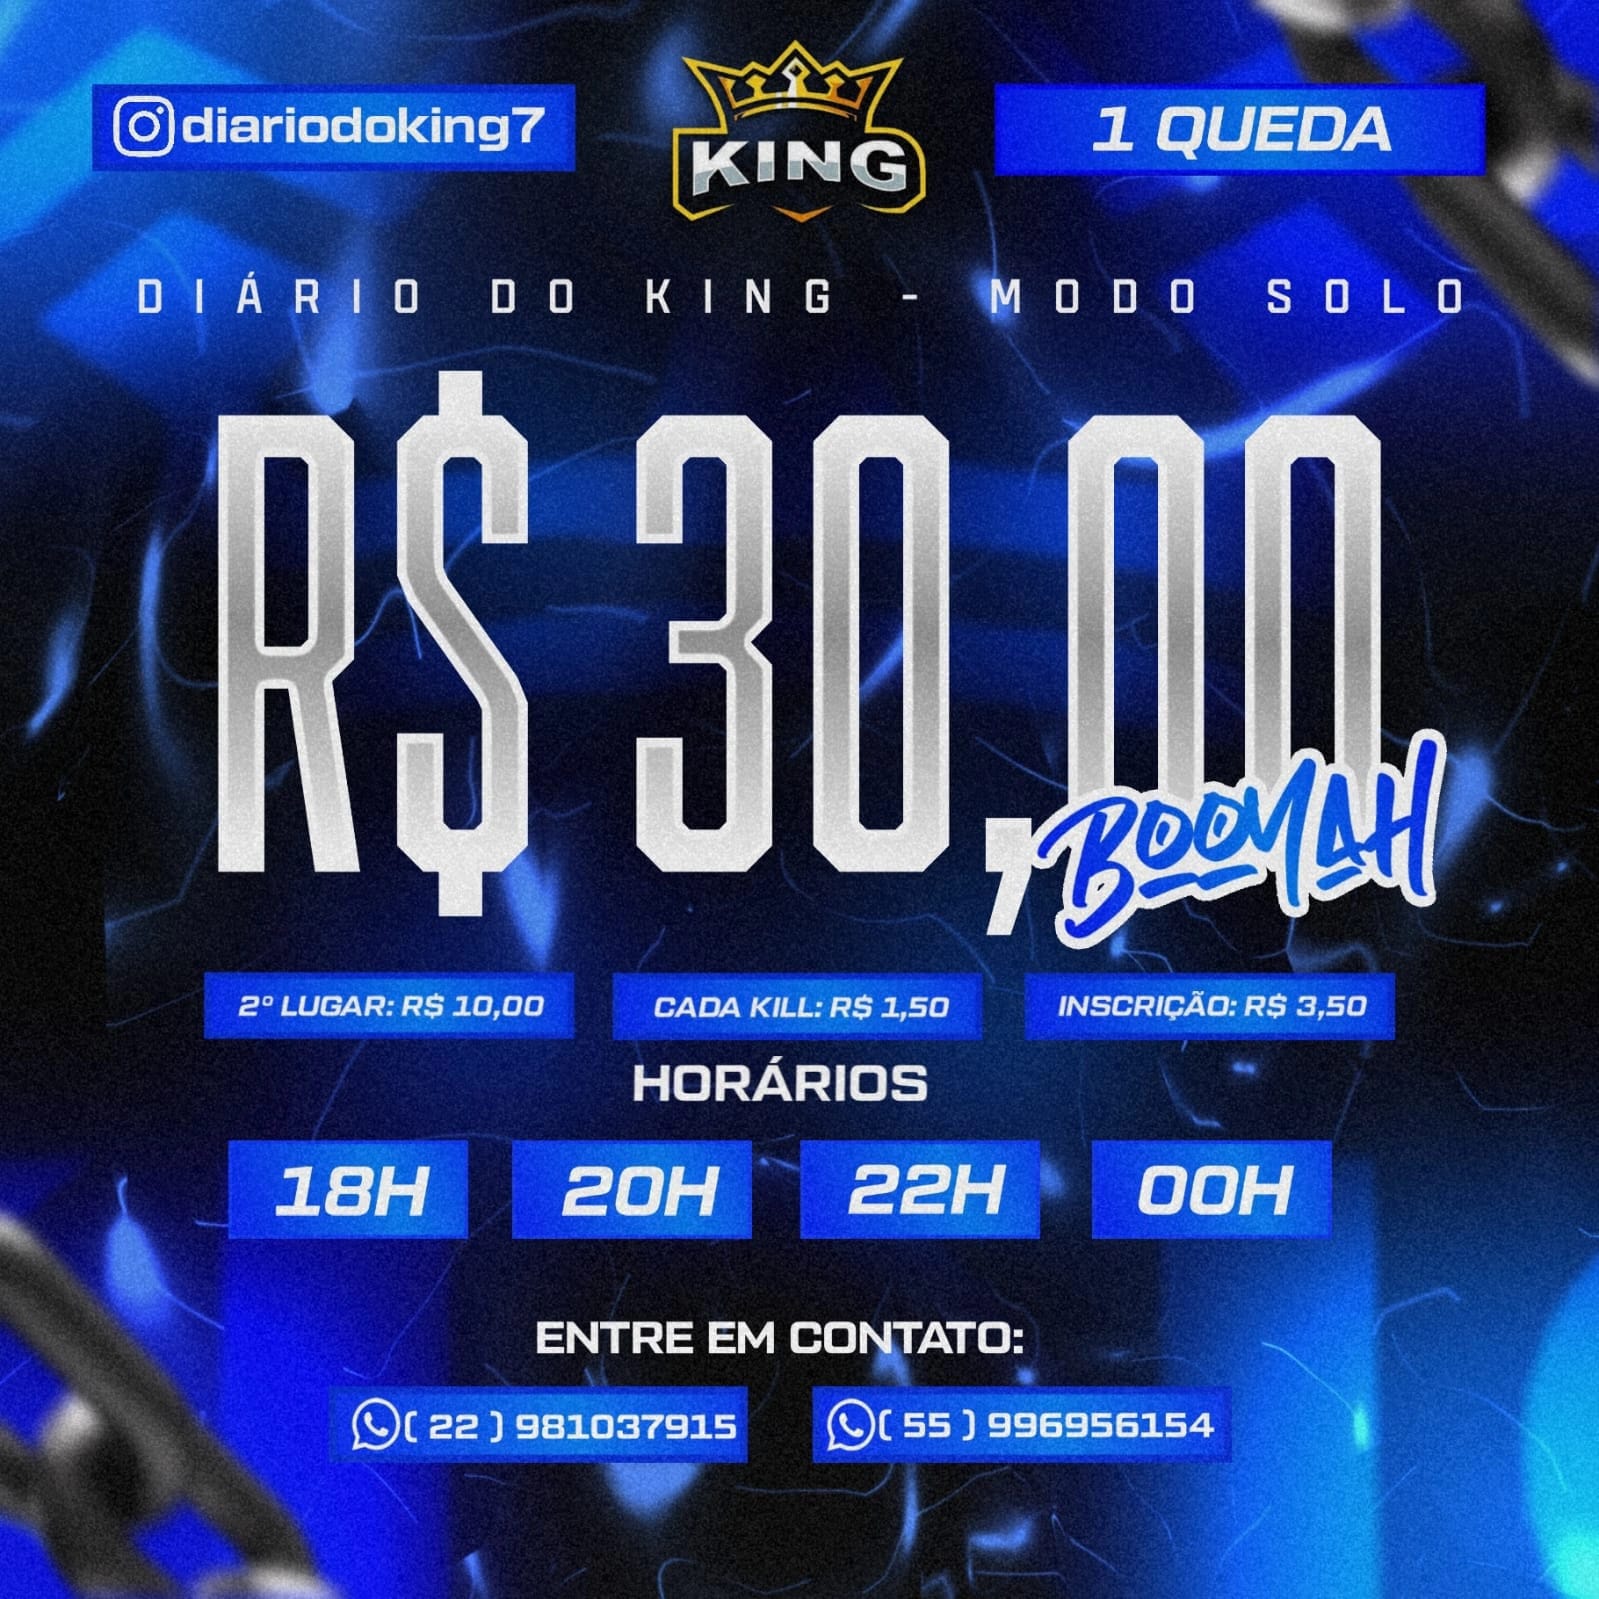 diariodoking7
KING
1 QUEDA
DIÁRIO DO KING - MODO SOLO
R$ 30,00
BOOYAH
2º LUGAR: R$ 10,00
CADA KILL: R$ 1,50
INSCRIÇÃO: R$ 3,50
HORÁRIOS
18H
20H
22H
00H
ENTRE EM CONTATO:
( 22 ) 981037915
( 55 ) 996956154